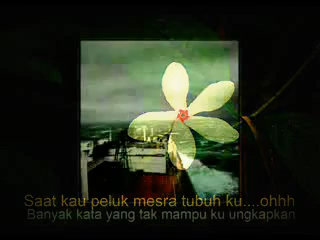 Saat kau peluk mesra tubuh ku....ohhh
Banyak kata yang tak mampu ku ungkapkan